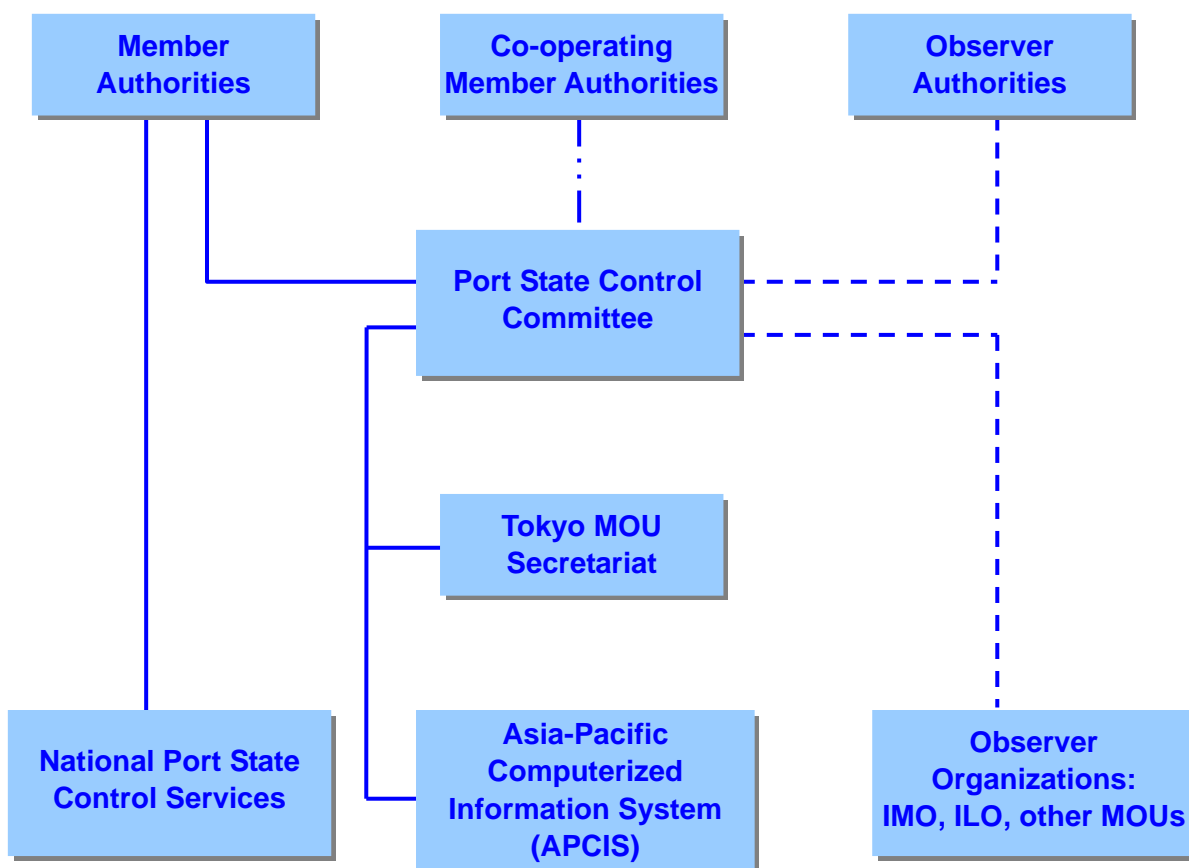 Member
Authorities
Co-operating
Member Authorities
Observer
Authorities
Port State Control
Committee
Tokyo MOU
Secretariat
National Port State
Control Services
Asia-Pacific
Computerized
Information System
(APCIS)
Observer
Organizations:
IMO, ILO, other MOUs